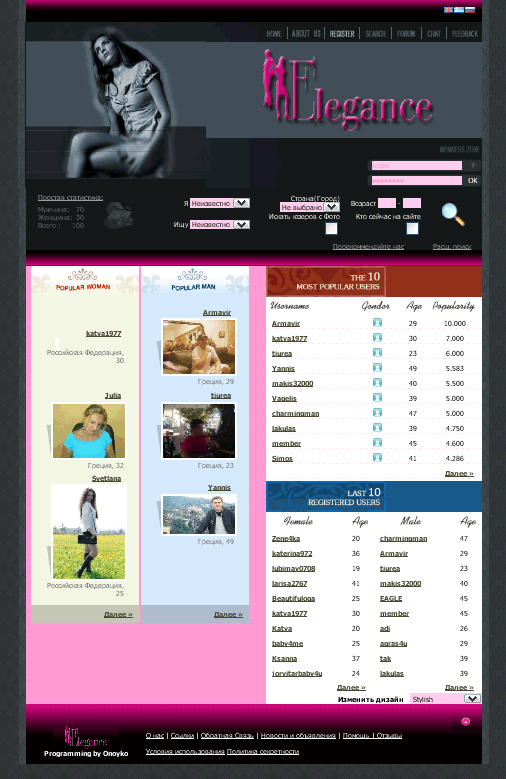 HOME ABOUT US REGISTER SEARCH FORUM CHAT FEEDBACK
Elegance
MEMBERS ZONE
OK
Простая статистика:
Мужчина: 70
Женщина: 30
Всего: 100
Я Неизвестно
Ищу Неизвестно
Страна(Город)
Не выбрано
Искать юзеров с Фото
Возраст -
Кто сейчас на сайте
Порекомендуйте нас
Расш. поиск
POPULAR WOMAN
katva1977
Российская Федерация, 30
Julia
Греция, 32
Svetlana
Российская Федерация, 25
Далее »
POPULAR MAN
Armavir
Греция, 29
tiurea
Греция, 23
Yannis
Греция, 49
Далее »
THE 10
MOST POPULAR USERS
Username Gender Age Popularity
Armavir 29 10.000
katva1977 30 7.000
tiurea 23 6.000
Yannis 49 5.583
makis32000 40 5.500
Vagelis 39 5.000
charmingman 47 5.000
lakulas 39 4.750
member 45 4.600
Simos 41 4.286
Далее »
LAST 10
REGISTERED USERS
Female Age Male Age
Zene4ka 20 charmingman 47
katerina972 36 Armavir 29
lubimav0708 19 tiurea 23
larisa2767 41 makis32000 40
Beautifuloga 25 EAGLE 45
katva1977 30 member 45
Katva 20 adi 26
baby4me 25 agras4u 29
Ksanna 37 tak 39
jorvitarbaby4u 24 lakulas 39
Далее » Далее »
Изменить дизайн Stylish
Elegance
Programming by Onoyko
О нас | Ссылки | Обратная Связь | Новости и объявления | Помощь | Отзывы
Условия использования Политика секретности